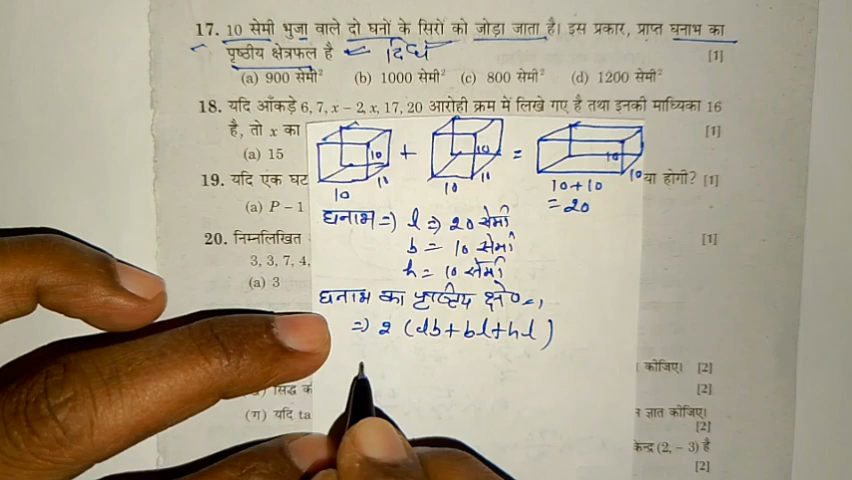 17. 10 सेमी भुजा वाले दो घनों के सिरों को जोड़ा जाता है। इस प्रकार, प्राप्त घनाभ का
पृष्ठीय क्षेत्रफल है
[1]
(a) 900 सेमी² (b) 1000 सेमी² (c) 800 सेमी² (d) 1200 सेमी²
18. यदि आँकड़े 6, 7, x – 2, x, 17, 20 आरोही क्रम में लिखे गए है तथा इनकी माध्यिका 16
है, तो x का [1]
(a) 15
10 10 + 10 10 = 10 10
10 10 10 + 10
= 20
19. यदि एक घट या होगी? [1]
(a) P – 1
घनाभ => l => 20 सेमी
b = 10 सेमी
h = 10 सेमी
20. निम्नलिखित [1]
3, 3, 7, 4,
(a) 3
घनाभ का पृष्ठीय क्षे०
=> 2 (lb + bh + hl)
कीजिए। [2]
सिद्ध क [2]
(ग) यदि ta न ज्ञात कीजिए।
[2]
केन्द्र (2, – 3) है
[2]